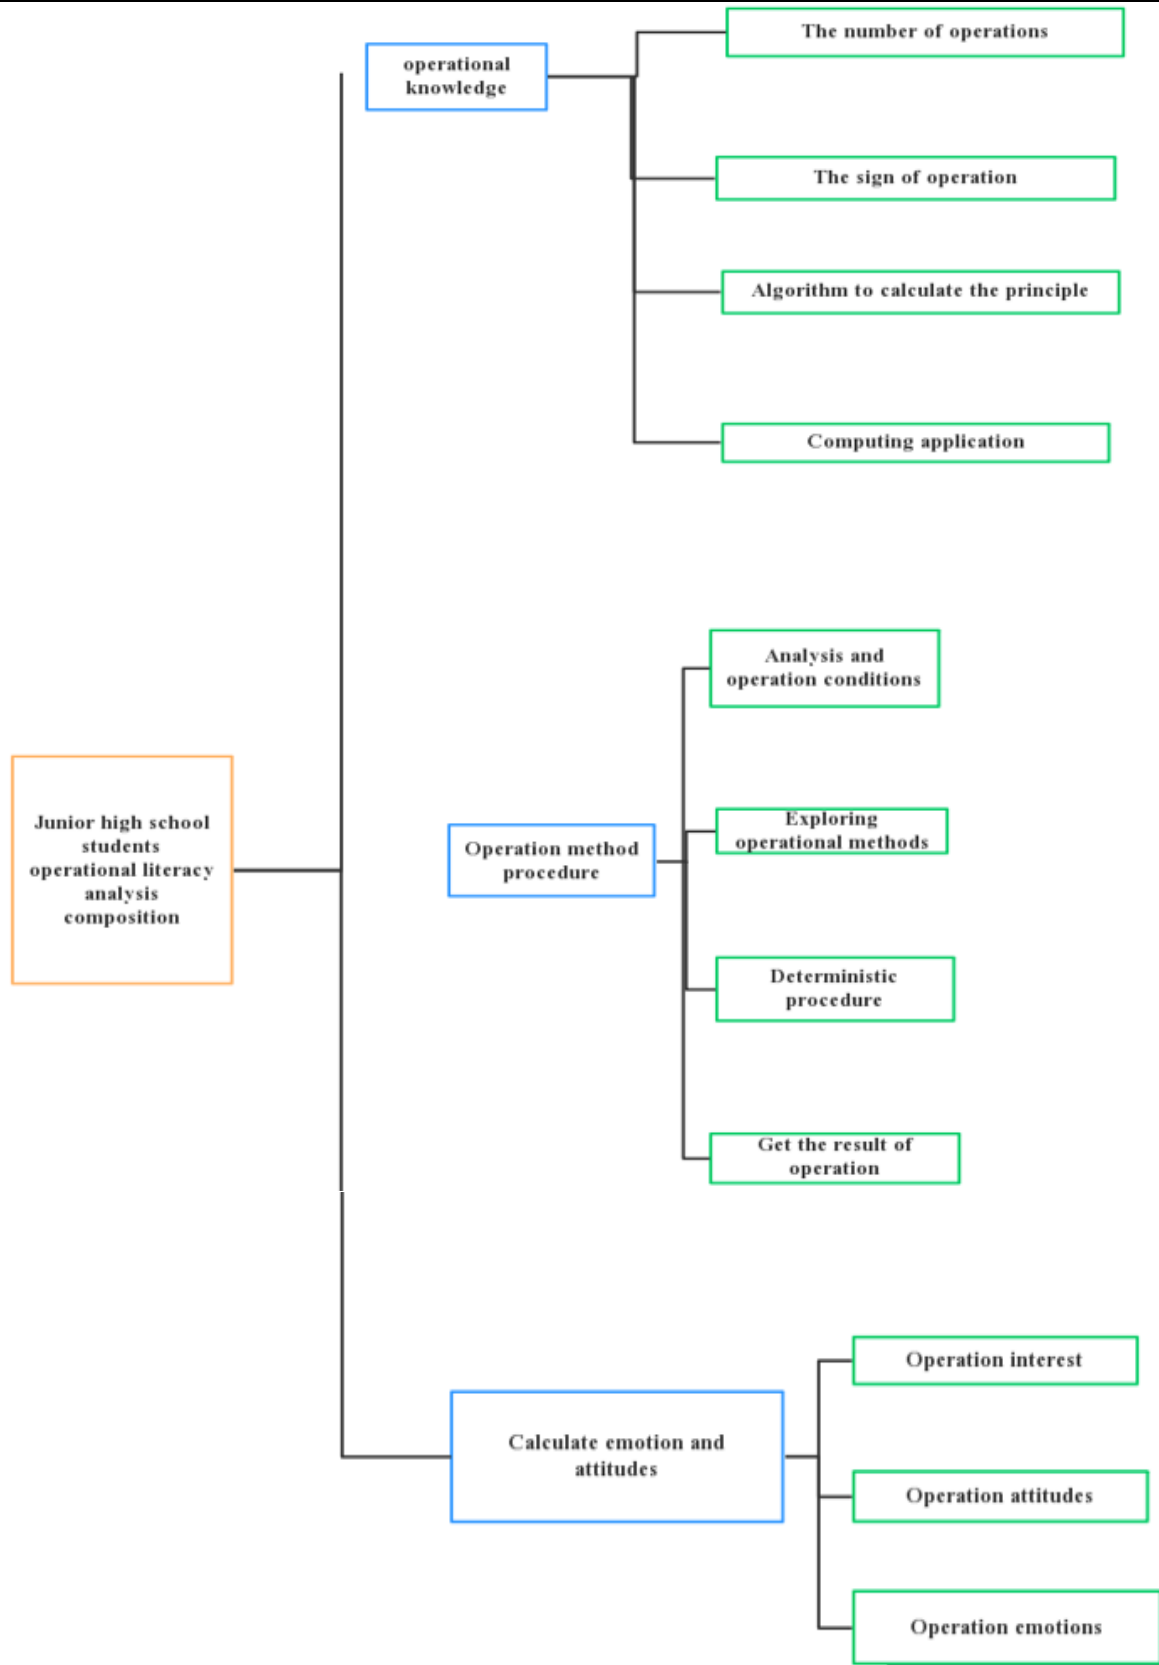 operational
knowledge
The number of operations
The sign of operation
Algorithm to calculate the principle
Computing application
Junior high school
students
operational literacy
analysis
composition
Operation method
procedure
Analysis and
operation conditions
Exploring
operational methods
Deterministic
procedure
Get the result of
operation
Calculate emotion and
attitudes
Operation interest
Operation attitudes
Operation emotions